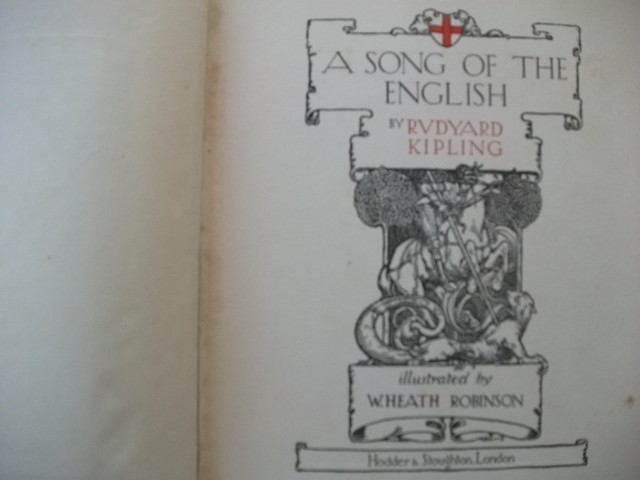 A SONG OF THE
ENGLISH
BY RVDYARD
KIPLING
illustrated by
W. HEATH ROBINSON
Hodder & Stoughton, London